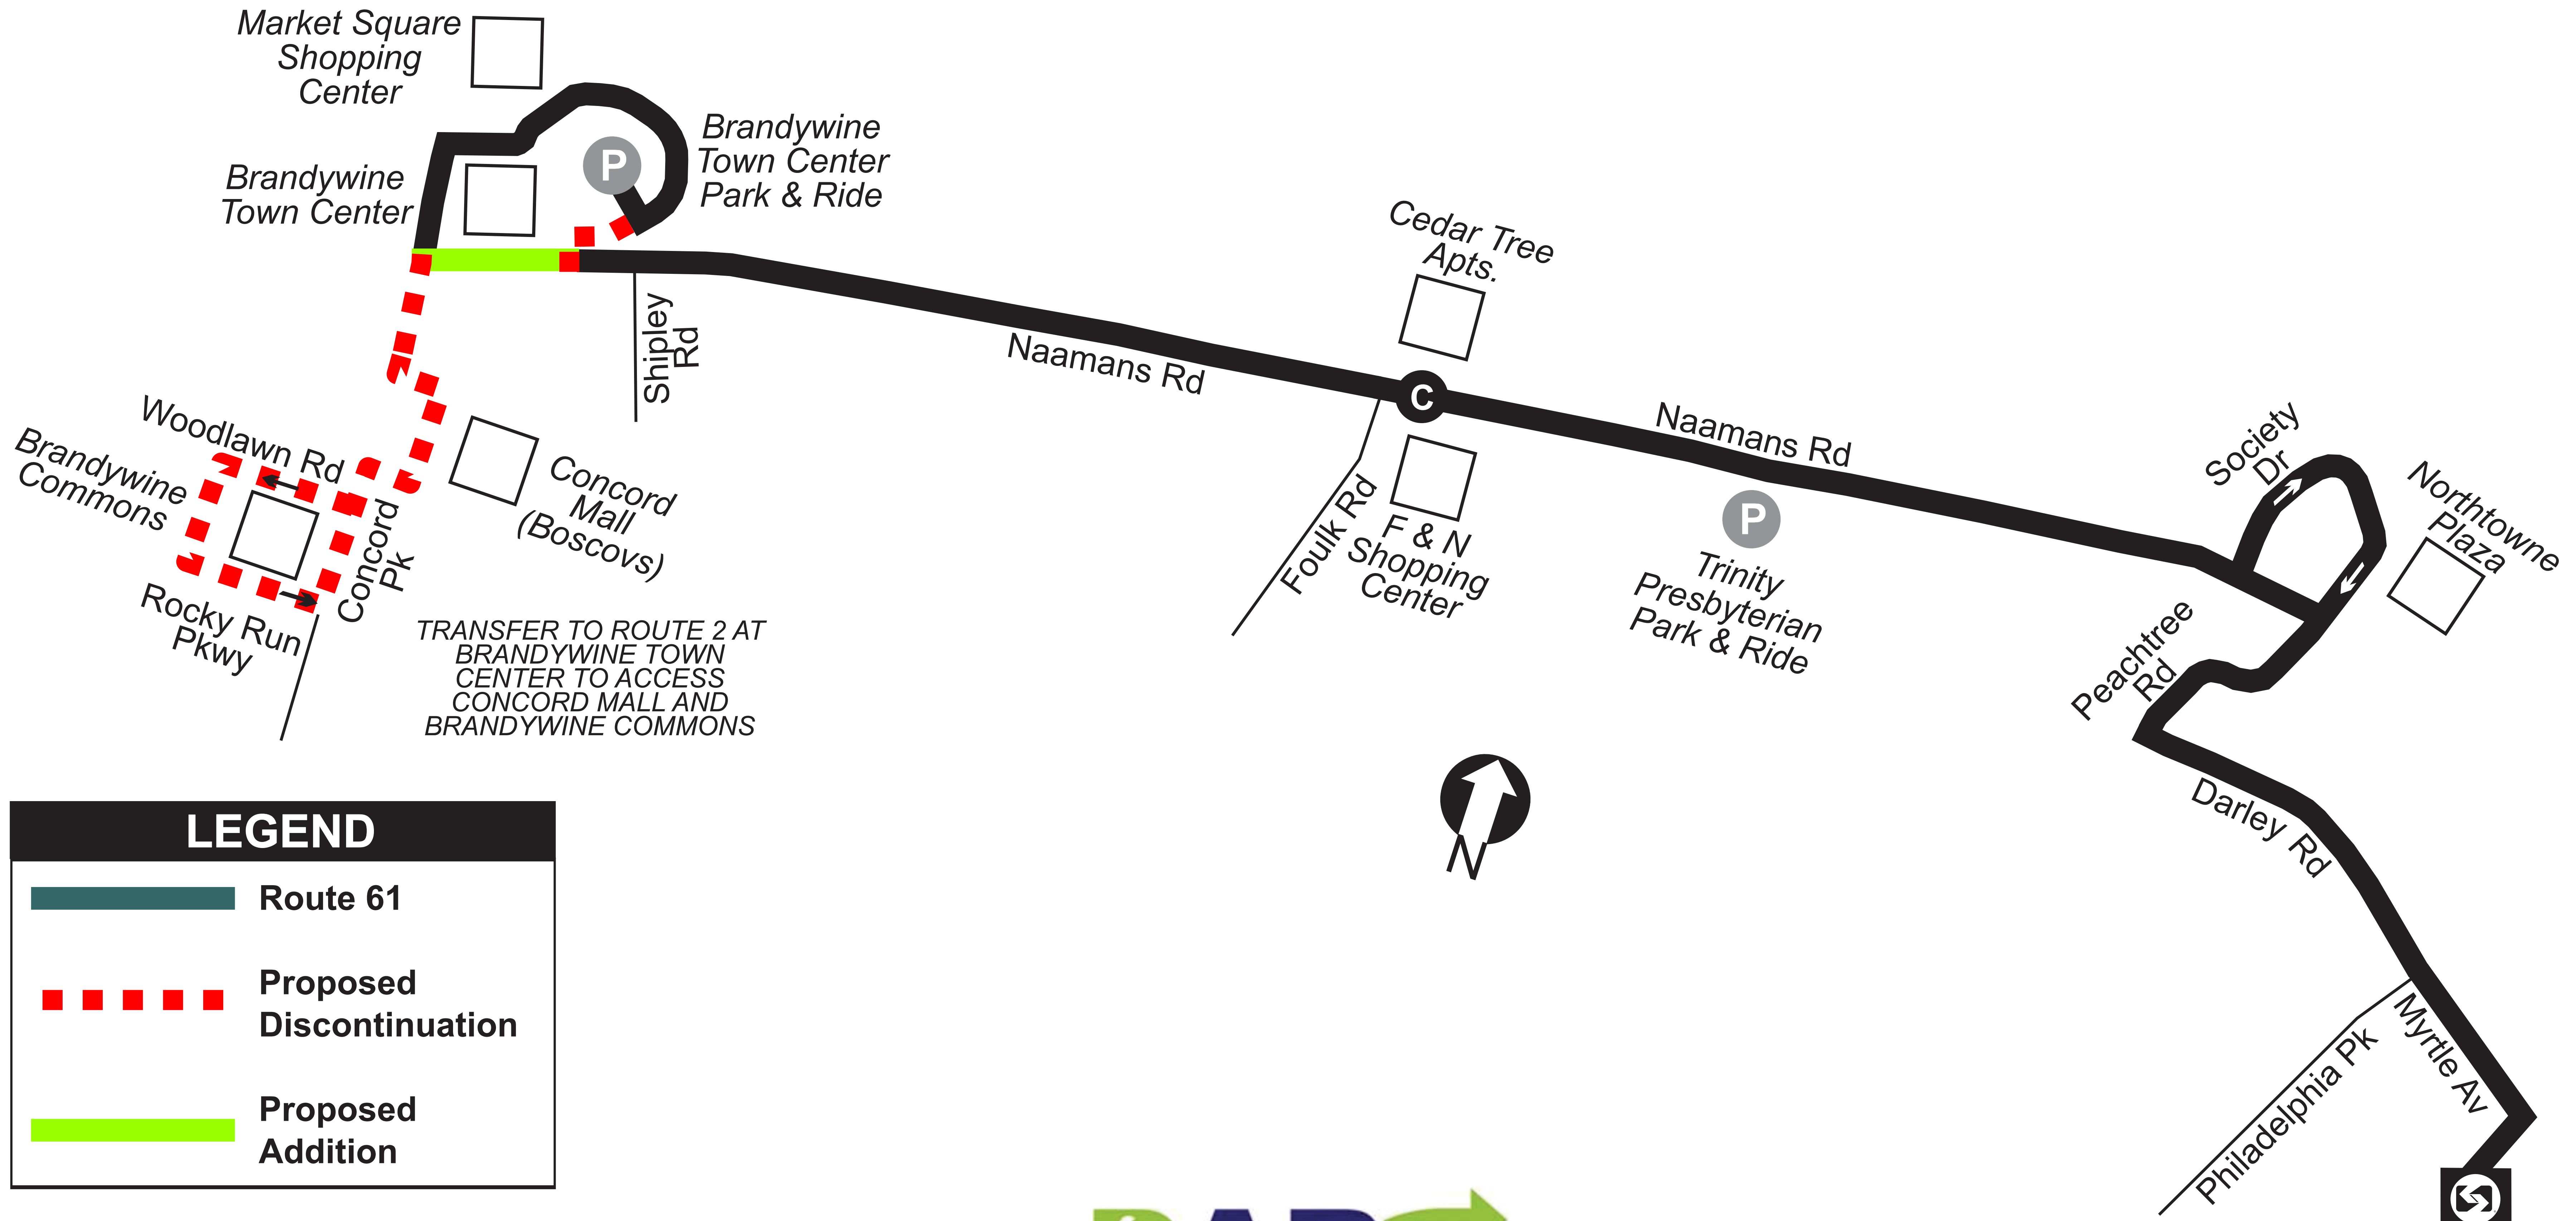 Market Square
Shopping
Center
Brandywine
Town Center
P
Brandywine
Town Center
Park & Ride
Shipley
Rd
Naamans Rd
Cedar Tree
Apts.
C
Naamans Rd
Foulk Rd
F & N
Shopping
Center
P
Trinity
Presbyterian
Park & Ride
Society
Dr
Northtowne
Plaza
Peachtree
Rd
Darley Rd
Myrtle Av
Philadelphia Pk
Woodlawn Rd
Brandywine
Commons
Concord
Pk
Rocky Run
Pkwy
Concord
Mall
(Boscovs)
TRANSFER TO ROUTE 2 AT
BRANDYWINE TOWN
CENTER TO ACCESS
CONCORD MALL AND
BRANDYWINE COMMONS
N
LEGEND
Route 61
Proposed
Discontinuation
Proposed
Addition